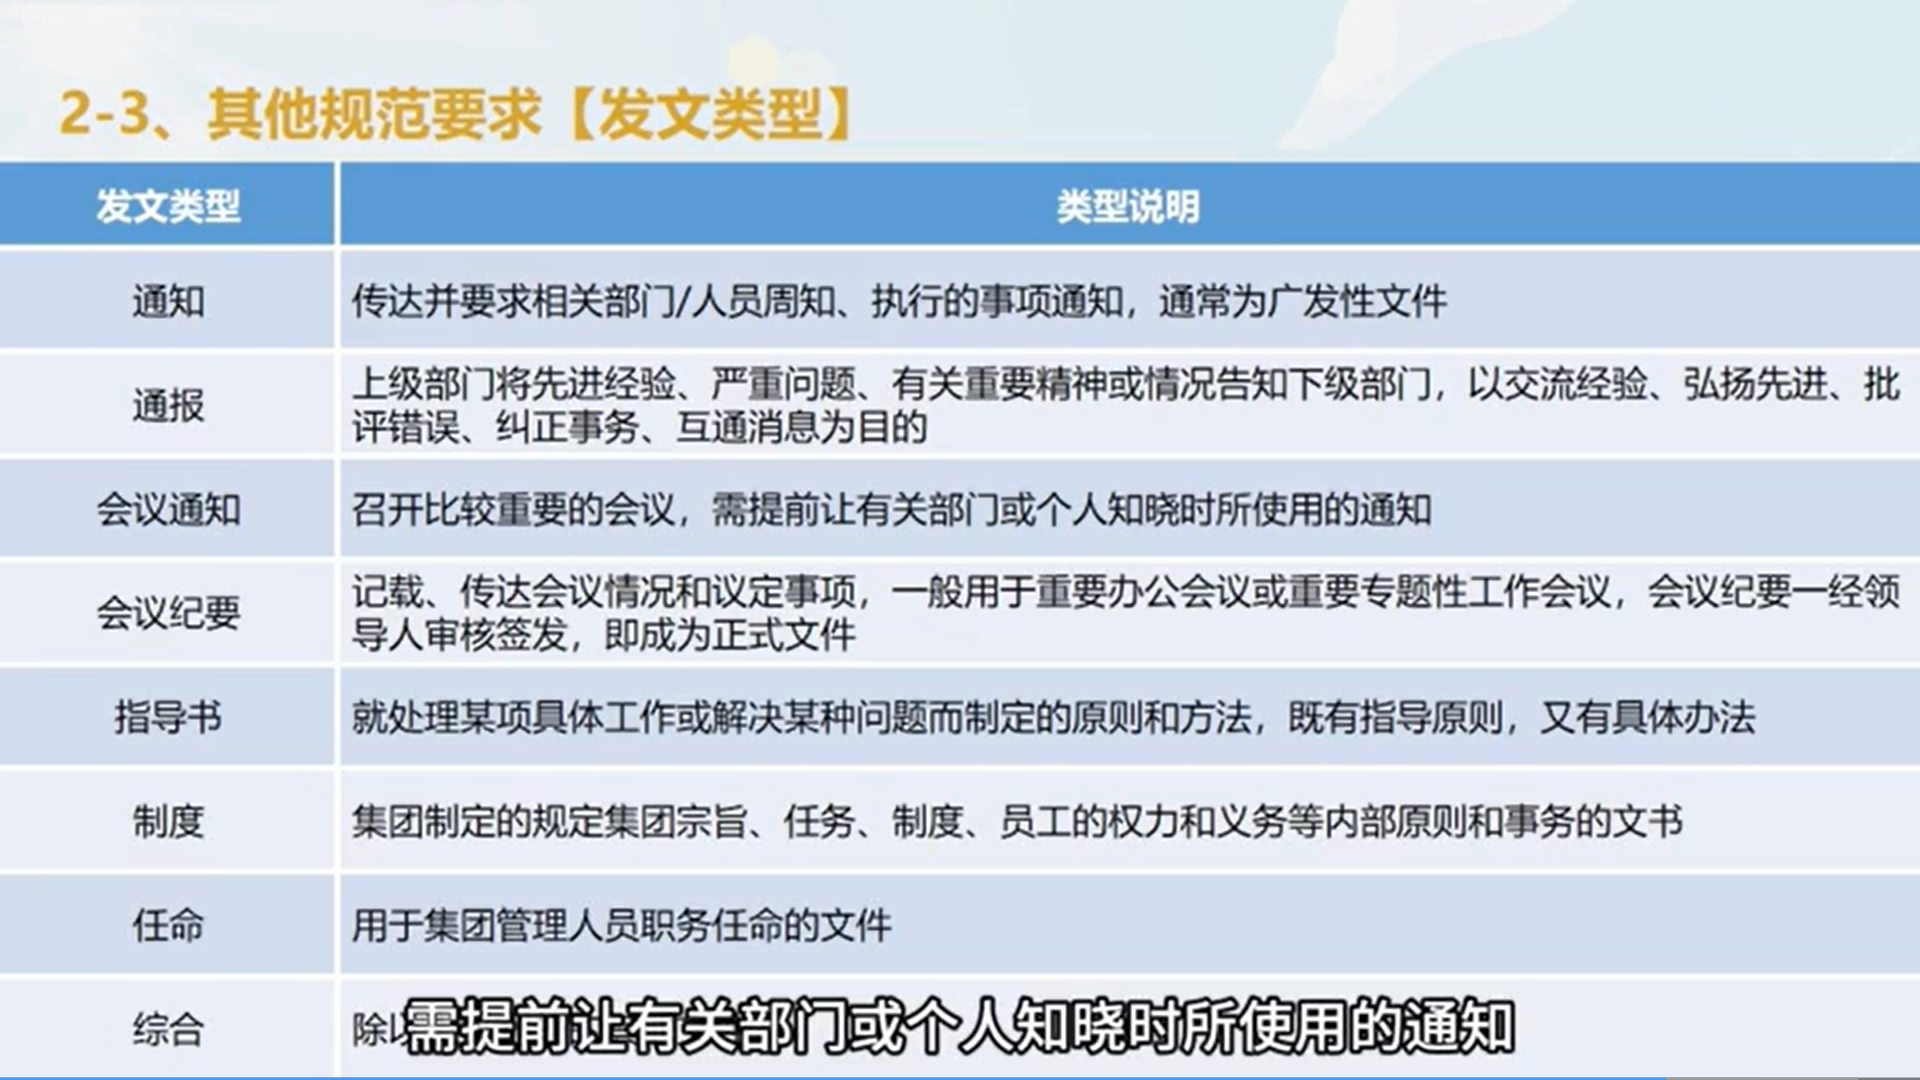 2-3、其他规范要求【发文类型】
发文类型
类型说明
通知
传达并要求相关部门/人员周知、执行的事项通知，通常为广发性文件
通报
上级部门将先进经验、严重问题、有关重要精神或情况告知下级部门，以交流经验、弘扬先进、批
评错误、纠正事务、互通消息为目的
会议通知
召开比较重要的会议，需提前让有关部门或个人知晓时所使用的通知
会议纪要
记载、传达会议情况和议定事项，一般用于重要办公会议或重要专题性工作会议，会议纪要一经领
导人审核签发，即成为正式文件
指导书
就处理某项具体工作或解决某种问题而制定的原则和方法，既有指导原则，又有具体办法
制度
集团制定的规定集团宗旨、任务、制度、员工的权力和义务等内部原则和事务的文书
任命
用于集团管理人员职务任命的文件
综合
除
需提前让有关部门或个人知晓时所使用的通知